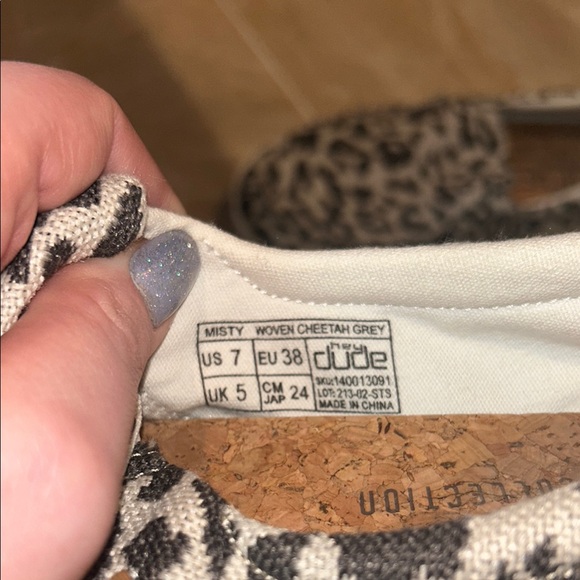 MISTY WOVEN CHEETAH GREY
US 7 EU 38 hey dude
UK 5 CM JAP 24
SKU:140013091
LOT: 213-02-STS
MADE IN CHINA
LLECTION